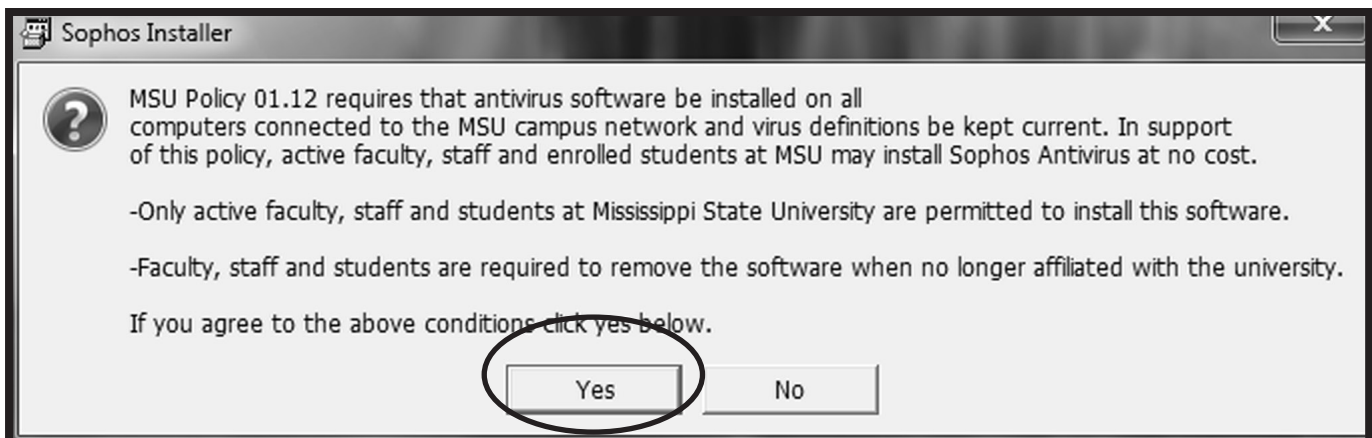 Sophos Installer
X
MSU Policy 01.12 requires that antivirus software be installed on all
computers connected to the MSU campus network and virus definitions be kept current. In support
of this policy, active faculty, staff and enrolled students at MSU may install Sophos Antivirus at no cost.
-Only active faculty, staff and students at Mississippi State University are permitted to install this software.
-Faculty, staff and students are required to remove the software when no longer affiliated with the university.
If you agree to the above conditions click yes below.
Yes No